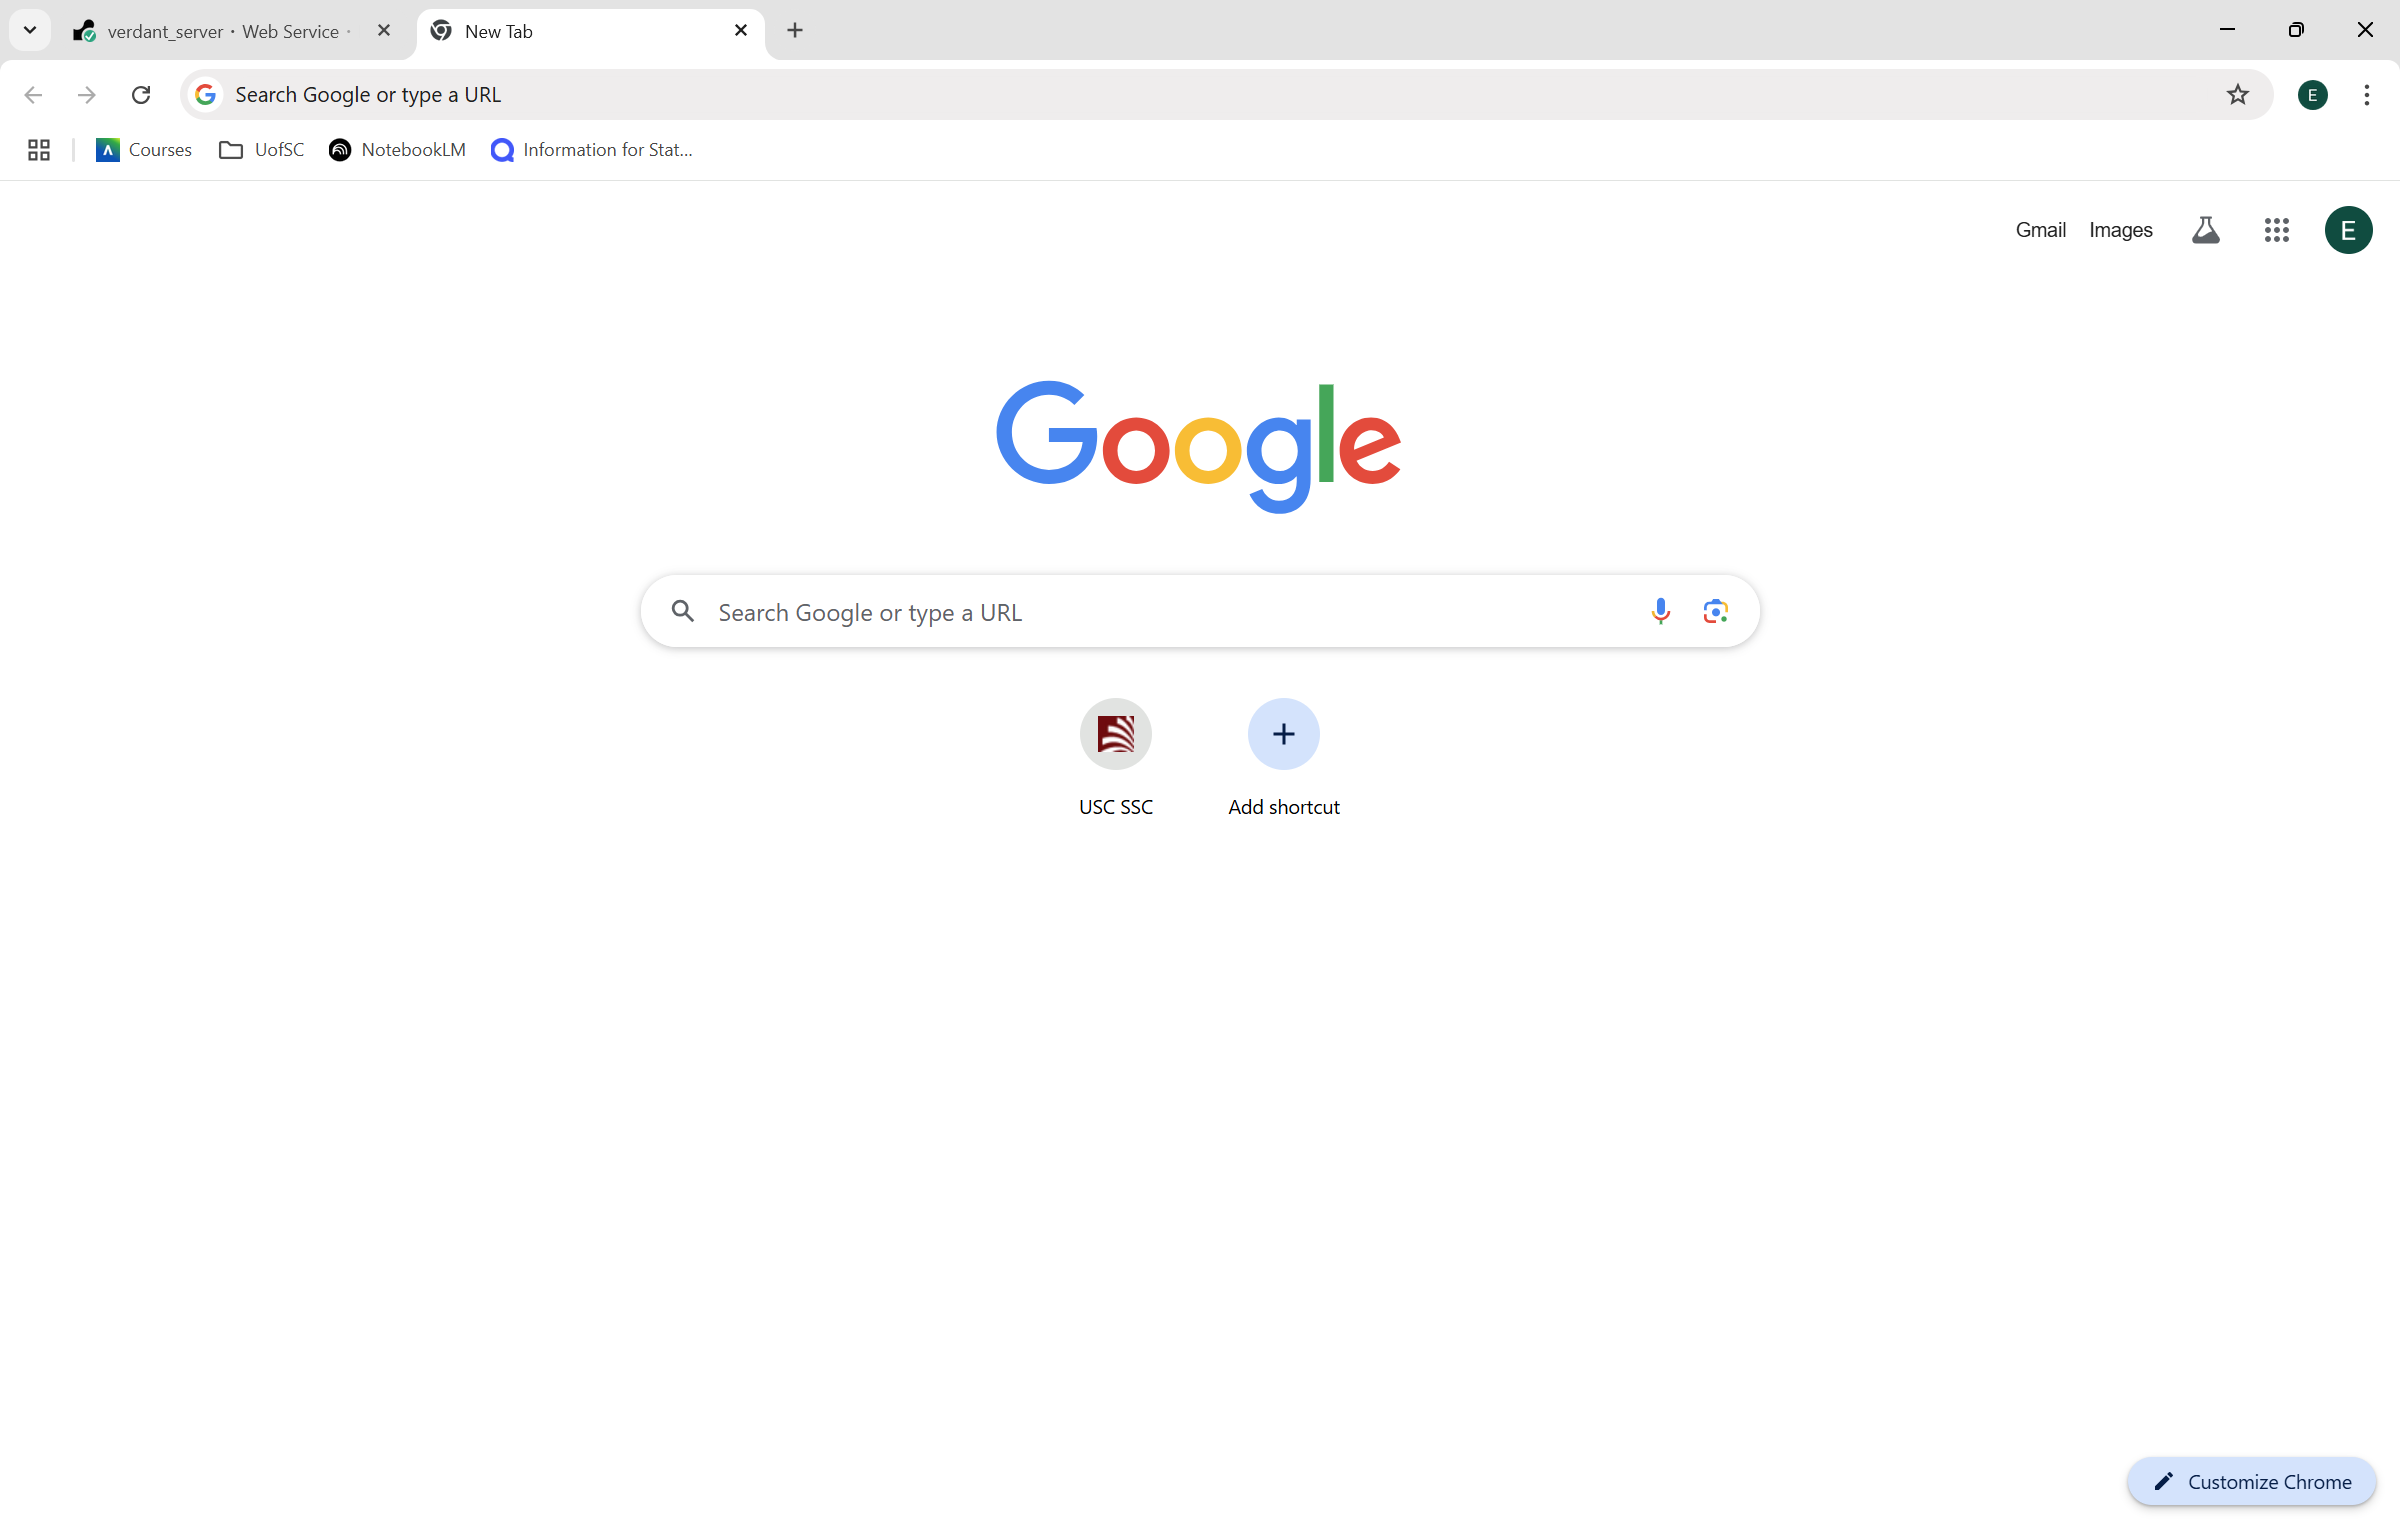 verdant_server · Web Service ·
New Tab
Search Google or type a URL
E
Courses
UofSC
NotebookLM
Information for Stat...
Gmail
Images
E
Google
Search Google or type a URL
USC SSC
Add shortcut
Customize Chrome